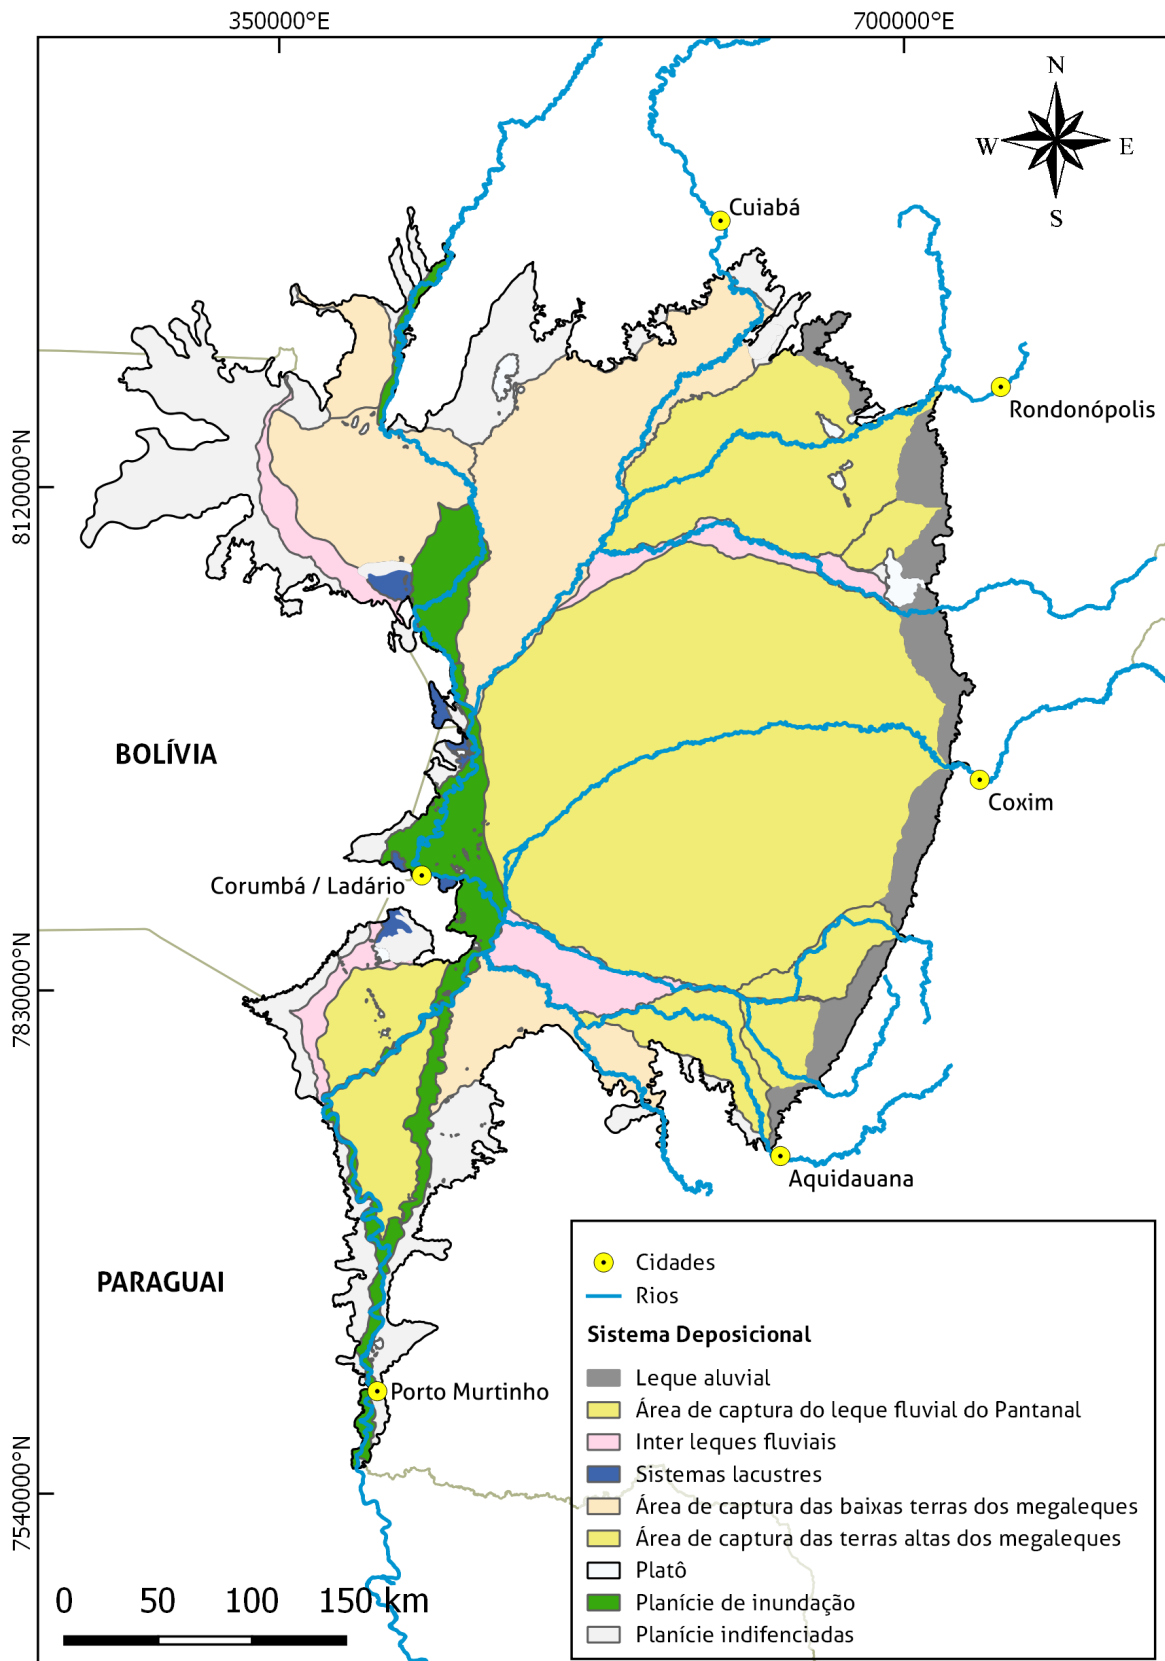 350000°E
700000°E
N
W
E
S
Cuiabá
Rondonópolis
8120000°N
BOLÍVIA
Coxim
Corumbá / Ladário
7830000°N
Aquidauana
PARAGUAI
Porto Murtinho
7540000°N
0 50 100 150 km
Cidades
Rios
Sistema Deposicional
Leque aluvial
Área de captura do leque fluvial do Pantanal
Inter leques fluviais
Sistemas lacustres
Área de captura das baixas terras dos megaleques
Área de captura das terras altas dos megaleques
Platô
Planície de inundação
Planície indifenciadas